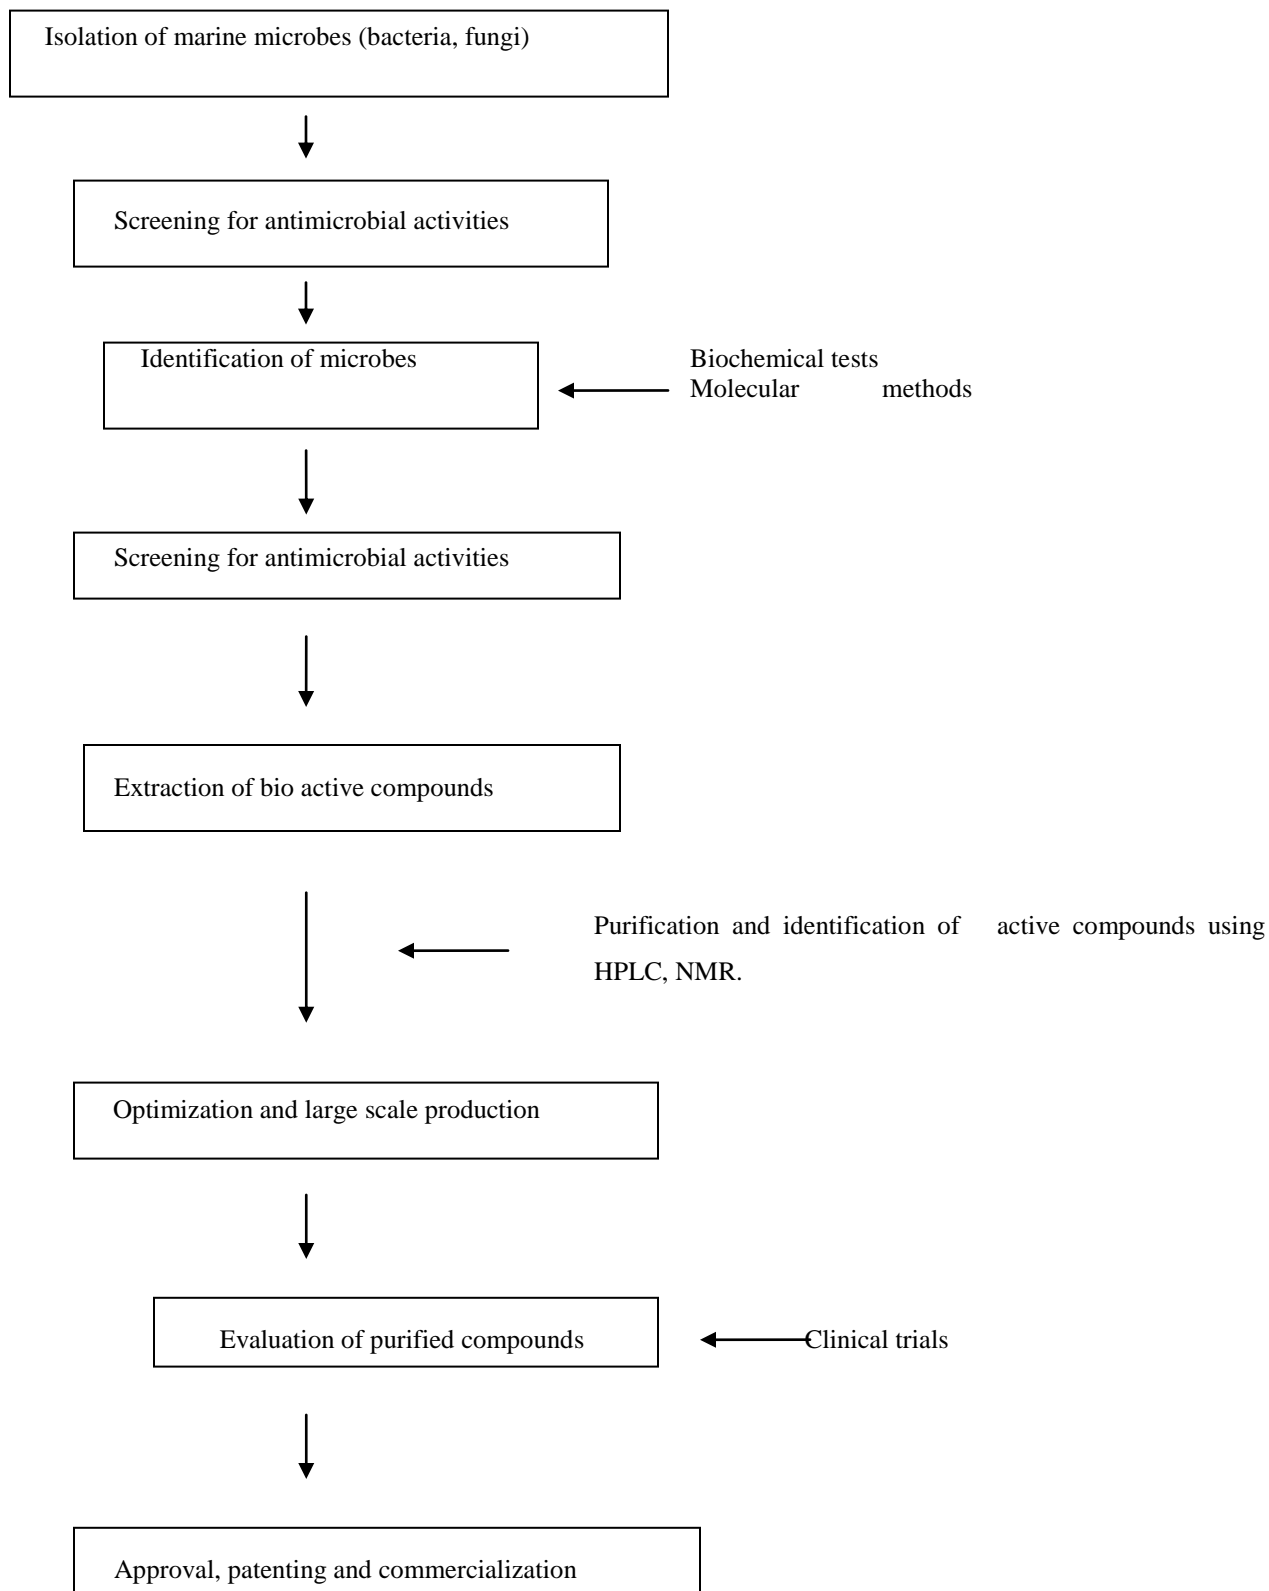 Isolation of marine microbes (bacteria, fungi)
Screening for antimicrobial activities
Identification of microbes
Biochemical tests
Molecular methods
Screening for antimicrobial activities
Extraction of bio active compounds
Purification and identification of active compounds using
HPLC, NMR.
Optimization and large scale production
Evaluation of purified compounds
Clinical trials
Approval, patenting and commercialization